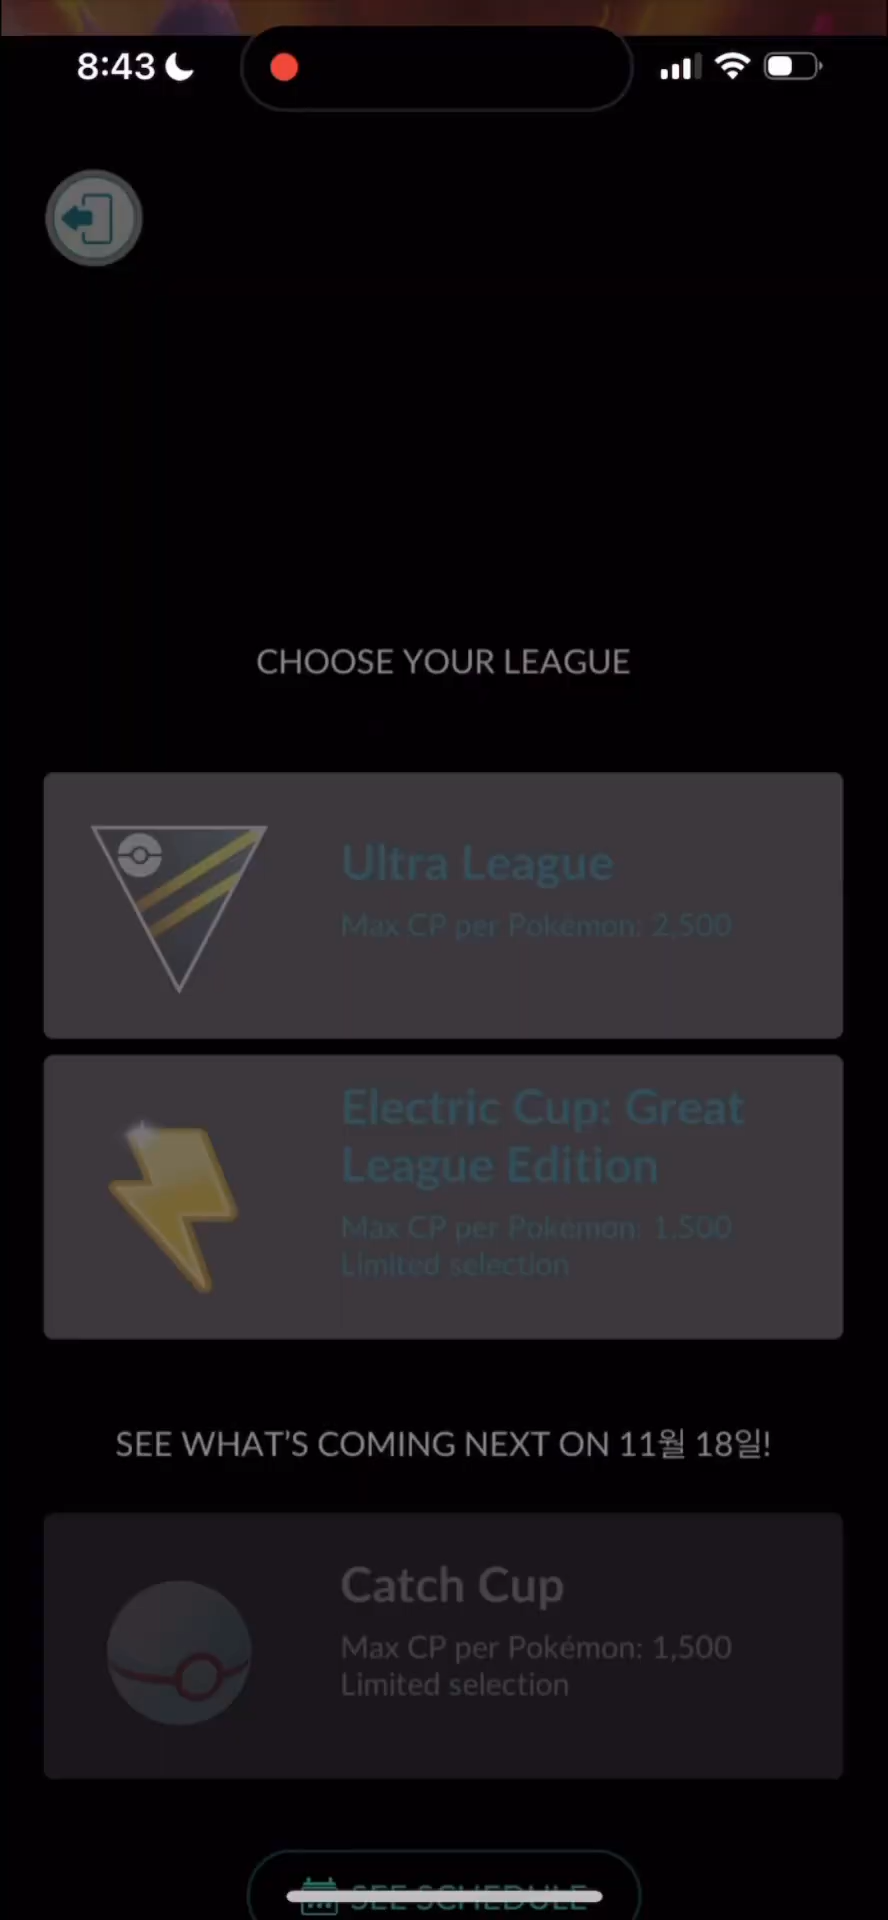 8:43
CHOOSE YOUR LEAGUE
Ultra League
Max CP per Pokémon: 2,500
Electric Cup: Great
League Edition
Max CP per Pokémon: 1,500
Limited selection
SEE WHAT'S COMING NEXT ON 11월 18일!
Catch Cup
Max CP per Pokémon: 1,500
Limited selection
SEE SCHEDULE